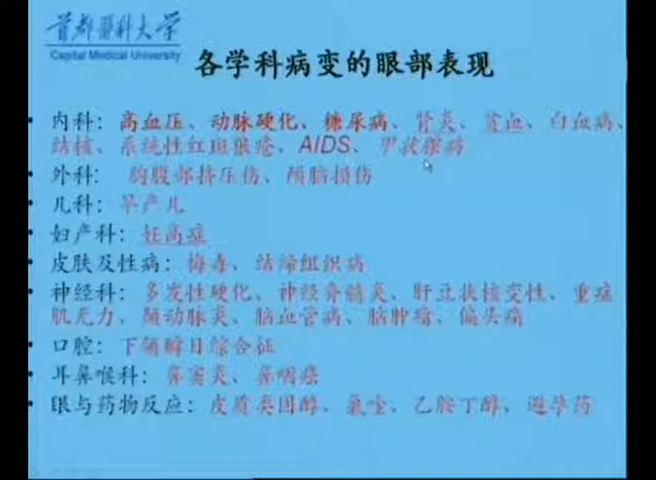 首都医科大学
Capital Medical University
各学科病变的眼部表现
• 内科：高血压、动脉硬化、糖尿病、肾炎、贫血、白血病、
结核、系统性红斑狼疮、AIDS、甲状腺病
• 外科：胸腹部挤压伤、颅脑损伤
• 儿科：早产儿
• 妇产科：妊高症
• 皮肤及性病：梅毒、结缔组织病
• 神经科：多发性硬化、神经脊髓炎、肝豆状核变性、重症
肌无力、颞动脉炎、脑血管病、脑肿瘤、偏头痛
• 口腔：下颌瞬目综合征
• 耳鼻喉科：鼻窦炎、鼻咽癌
• 眼与药物反应：皮质类固醇、氯喹、乙胺丁醇，避孕药